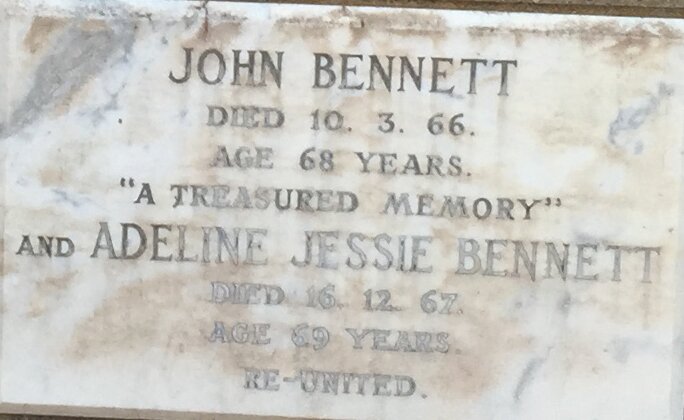 JOHN BENNETT
DIED 10. 3. 66.
AGE 68 YEARS.
"A TREASURED MEMORY"
AND ADELINE JESSIE BENNETT
DIED 16. 12. 67.
AGE 69 YEARS.
RE-UNITED.